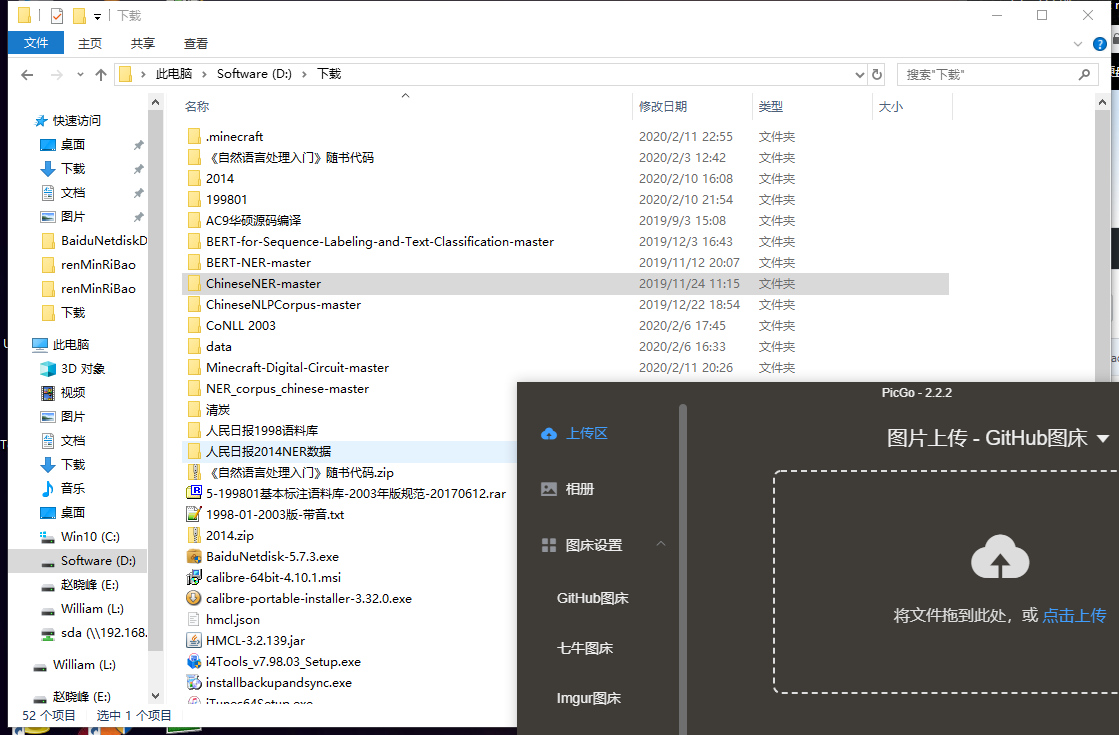 下载
文件 主页 共享 查看
此电脑 Software (D:) 下载 搜索"下载"
名称 修改日期 类型 大小
快速访问
桌面
下载
文档
图片
BaiduNetdiskD
renMinRiBao
renMinRiBao
下载
此电脑
3D 对象
视频
图片
文档
下载
音乐
桌面
Win10 (C:)
Software (D:)
赵晓峰 (E:)
William (L:)
sda (\\192.168.
William (L:)
赵晓峰 (E:)
.minecraft 2020/2/11 22:55 文件夹
《自然语言处理入门》随书代码 2020/2/3 12:42 文件夹
2014 2020/2/10 16:08 文件夹
199801 2020/2/10 21:54 文件夹
AC9华硕源码编译 2019/9/3 15:08 文件夹
BERT-for-Sequence-Labeling-and-Text-Classification-master 2019/12/3 16:43 文件夹
BERT-NER-master 2019/11/12 20:07 文件夹
ChineseNER-master 2019/11/24 11:15 文件夹
ChineseNLPCorpus-master 2019/12/22 18:54 文件夹
CoNLL 2003 2020/2/6 17:45 文件夹
data 2020/2/6 16:33 文件夹
Minecraft-Digital-Circuit-master 2020/2/11 20:26 文件夹
NER_corpus_chinese-master
清炭
人民日报1998语料库
人民日报2014NER数据
《自然语言处理入门》随书代码.zip
5-199801基本标注语料库-2003年版规范-20170612.rar
1998-01-2003版-带音.txt
2014.zip
BaiduNetdisk-5.7.3.exe
calibre-64bit-4.10.1.msi
calibre-portable-installer-3.32.0.exe
hmcl.json
HMCL-3.2.139.jar
i4Tools_v7.98.03_Setup.exe
installbackupandsync.exe
iTunes64Setup.exe
52 个项目 选中 1 个项目
PicGo - 2.2.2
上传区
相册
图床设置
GitHub图床
七牛图床
Imgur图床
图片上传 - GitHub图床
将文件拖到此处，或 点击上传